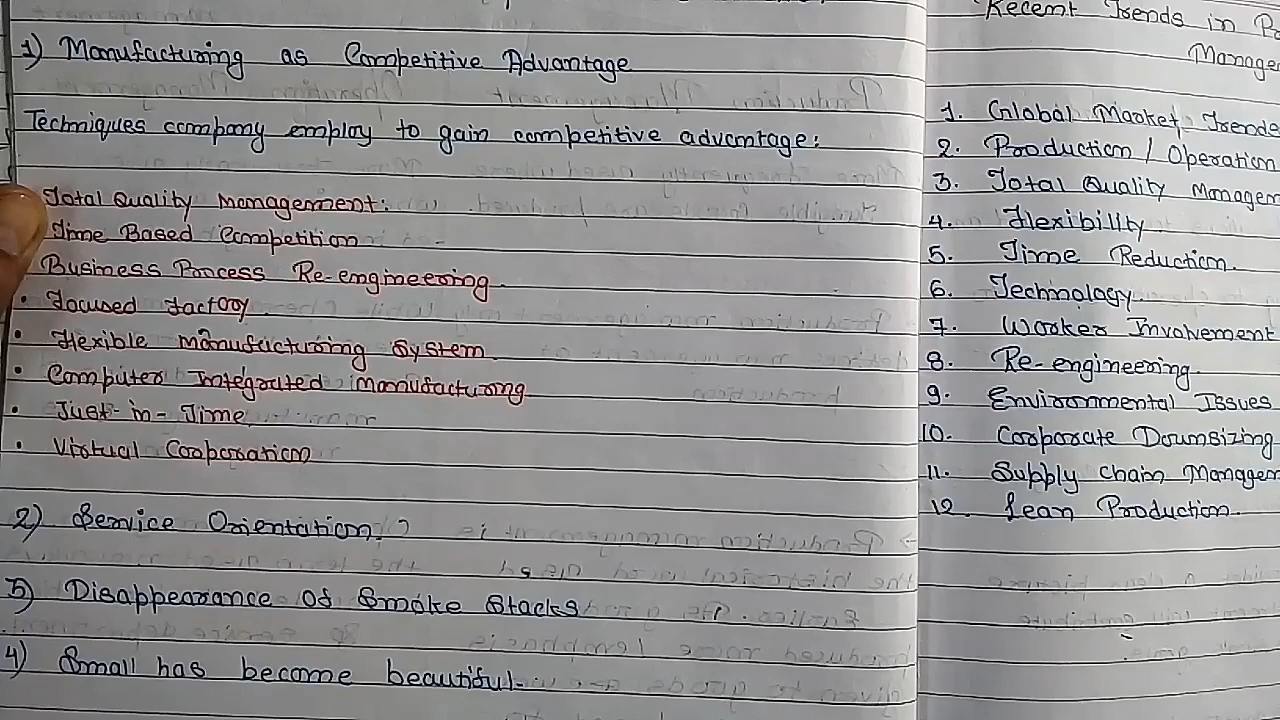 1) Manufacturing as Competitive Advantage
Techniques company employ to gain competitive advantage:
Total Quality Management:
Time Based Competition
Business Process Re-engineering
• Focused factory
• Flexible manufacturing System
• Computer Integrated Manufacturing
• Just-in-Time
• Virtual Corporation
2) Service Orientation
3) Disappearance of Smoke Stacks
4) Small has become beautiful
Recent Trends in
1. Global Market Trends
2. Production / Operation
3. Total Quality Managem
4. Flexibility
5. Time Reduction.
6. Technology
7. Worker Involvement
8. Re-engineering
9. Environmental Issues
10. Corporate Downsizing
11. Supply Chain Managem
12. Lean Production.